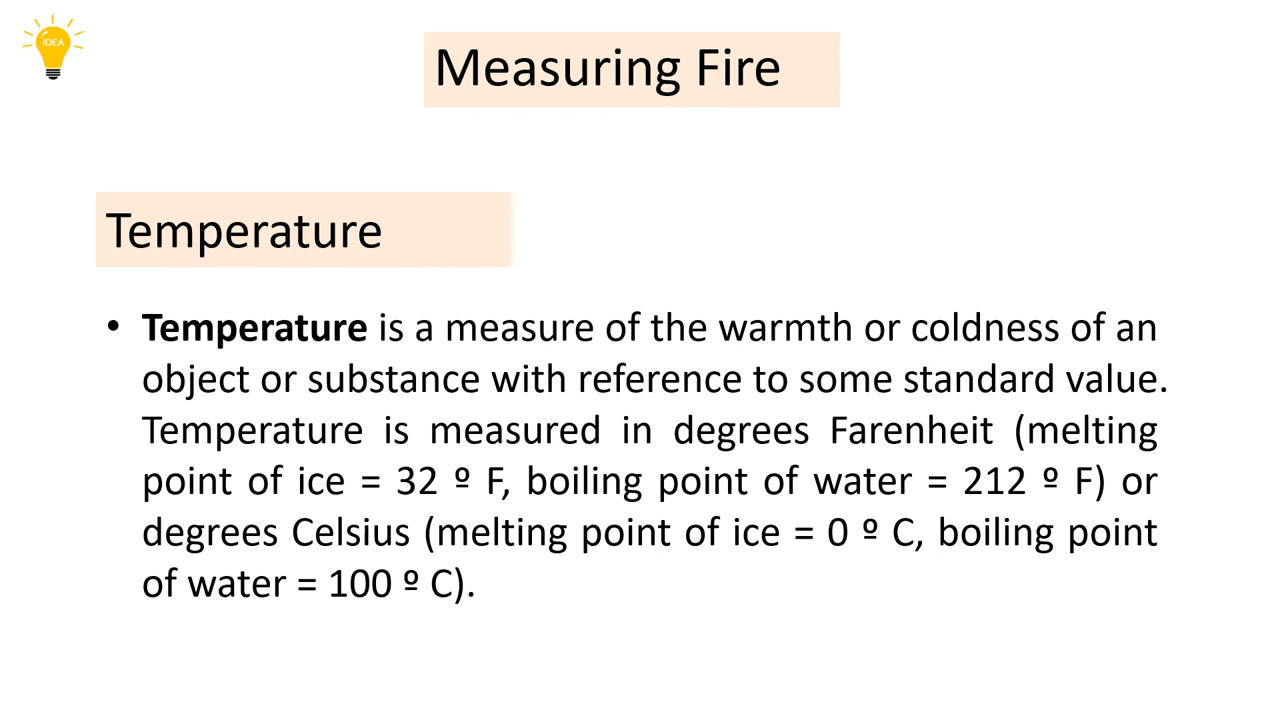 IDEA
Measuring Fire
Temperature
• Temperature is a measure of the warmth or coldness of an
object or substance with reference to some standard value.
Temperature is measured in degrees Farenheit (melting
point of ice = 32 º F, boiling point of water = 212 º F) or
degrees Celsius (melting point of ice = 0 º C, boiling point
of water = 100 º C).